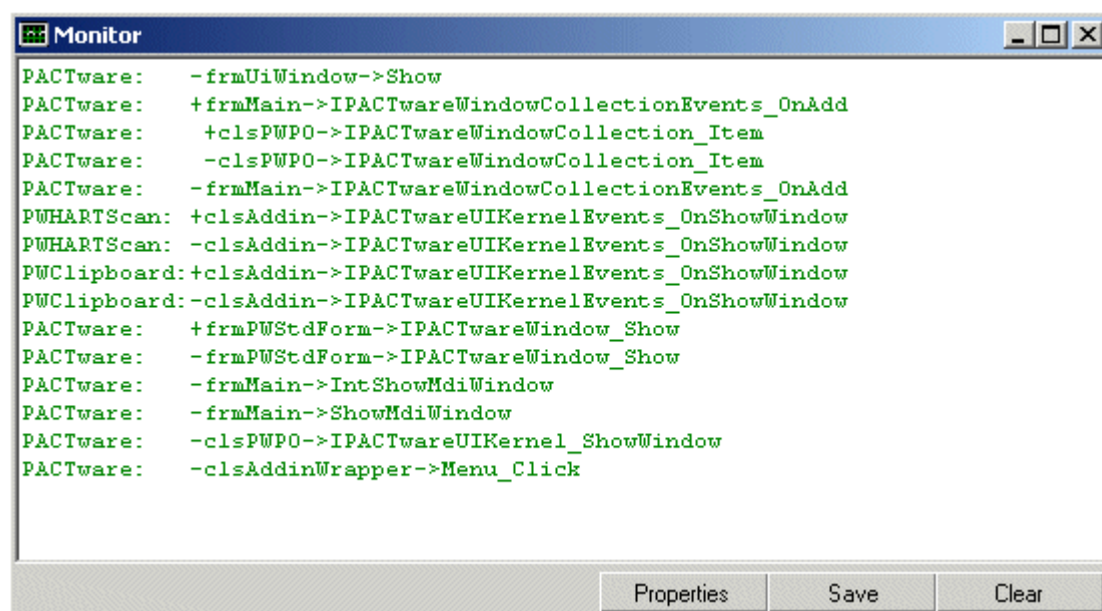 Monitor
PACTware: -frmUiWindow->Show
PACTware: +frmMain->IPACTwareWindowCollectionEvents_OnAdd
PACTware: +clsPWPO->IPACTwareWindowCollection_Item
PACTware: -clsPWPO->IPACTwareWindowCollection_Item
PACTware: -frmMain->IPACTwareWindowCollectionEvents_OnAdd
PWHARTScan: +clsAddin->IPACTwareUIKernelEvents_OnShowWindow
PWHARTScan: -clsAddin->IPACTwareUIKernelEvents_OnShowWindow
PWClipboard:+clsAddin->IPACTwareUIKernelEvents_OnShowWindow
PWClipboard:-clsAddin->IPACTwareUIKernelEvents_OnShowWindow
PACTware: +frmPWStdForm->IPACTwareWindow_Show
PACTware: -frmPWStdForm->IPACTwareWindow_Show
PACTware: -frmMain->IntShowMdiWindow
PACTware: -frmMain->ShowMdiWindow
PACTware: -clsPWPO->IPACTwareUIKernel_ShowWindow
PACTware: -clsAddinWrapper->Menu_Click
Properties Save Clear